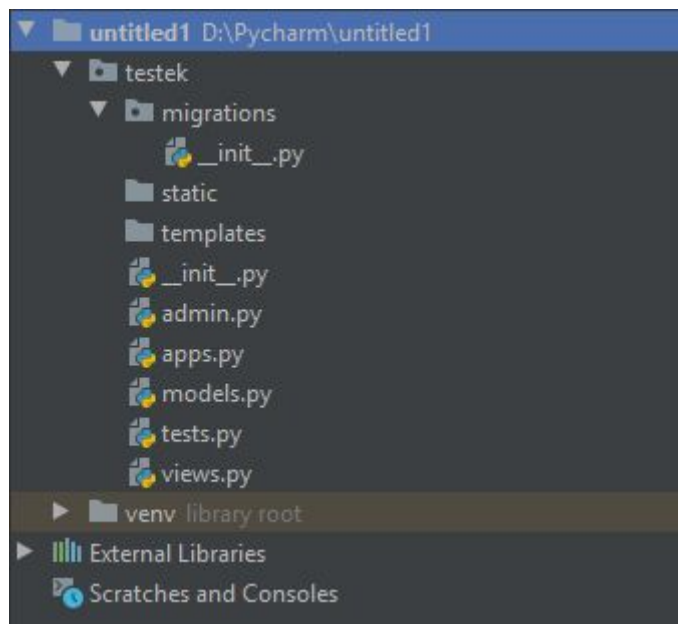 untitled1 D:\Pycharm\untitled1
testek
migrations
__init__.py
static
templates
__init__.py
admin.py
apps.py
models.py
tests.py
views.py
venv library root
External Libraries
Scratches and Consoles